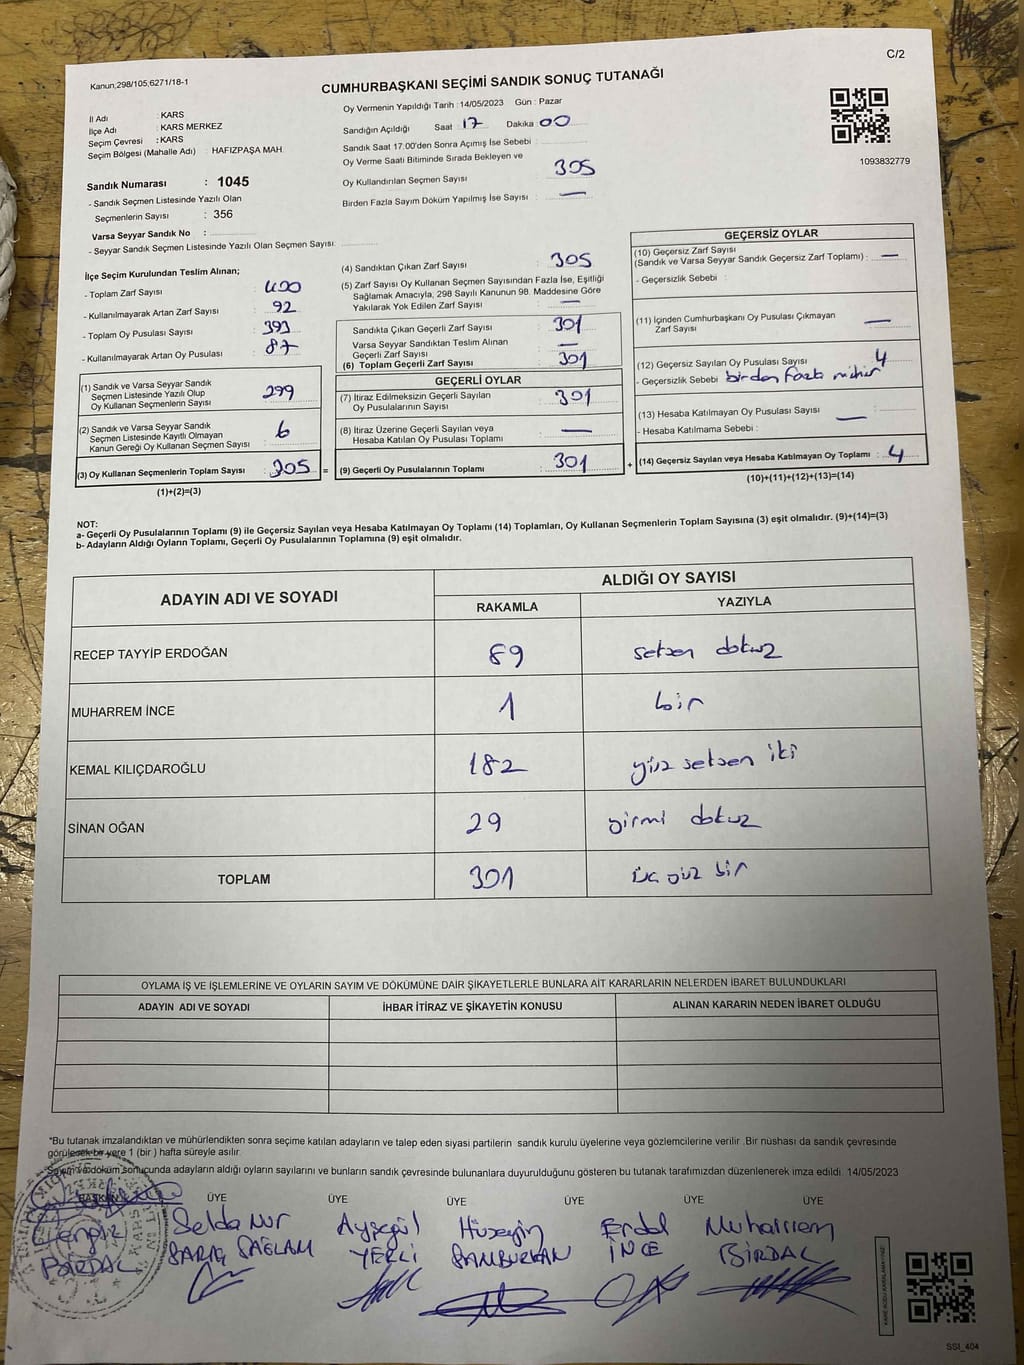 C/2
Kanun,298/105,6271/18-1
CUMHURBAŞKANI SEÇİMİ SANDIK SONUÇ TUTANAĞI
Oy Vermenin Yapıldığı Tarih :14/05/2023 Gün : Pazar
İl Adı : KARS
İlçe Adı : KARS MERKEZ
Seçim Çevresi : KARS
Seçim Bölgesi (Mahalle Adı) : HAFIZPAŞA MAH.
Sandık Numarası : 1045
- Sandık Seçmen Listesinde Yazılı Olan
Seçmenlerin Sayısı : 356
Varsa Seyyar Sandık No :
- Seyyar Sandık Seçmen Listesinde Yazılı Olan Seçmen Sayısı:
Sandığın Açıldığı Saat : 17 Dakika 00
Sandık Saat 17:00'den Sonra Açımış İse Sebebi :
Oy Verme Saati Bitiminde Sırada Bekleyen ve
Oy Kullandırılan Seçmen Sayısı 305
Birden Fazla Sayım Döküm Yapılmış İse Sayısı : —
1093832779
İlçe Seçim Kurulundan Teslim Alınan;
- Toplam Zarf Sayısı : 400
- Kullanılmayarak Artan Zarf Sayısı : 92
- Toplam Oy Pusulası Sayısı : 393
- Kullanılmayarak Artan Oy Pusulası : 87
(1) Sandık ve Varsa Seyyar Sandık
Seçmen Listesinde Yazılı Olup
Oy Kullanan Seçmenlerin Sayısı : 299
(2) Sandık ve Varsa Seyyar Sandık
Seçmen Listesinde Kayıtlı Olmayan
Kanun Gereği Oy Kullanan Seçmen Sayısı : 6
(3) Oy Kullanan Seçmenlerin Toplam Sayısı : 305 =
(1)+(2)=(3)
(4) Sandıktan Çıkan Zarf Sayısı : 305
(5) Zarf Sayısı Oy Kullanan Seçmen Sayısından Fazla İse, Eşitliği
Sağlamak Amacıyla, 298 Sayılı Kanunun 98. Maddesine Göre
Yakılarak Yok Edilen Zarf Sayısı : —
Sandıkta Çıkan Geçerli Zarf Sayısı : 301
Varsa Seyyar Sandıktan Teslim Alınan
Geçerli Zarf Sayısı : —
(6) Toplam Geçerli Zarf Sayısı : 301
GEÇERLİ OYLAR
(7) İtiraz Edilmeksizin Geçerli Sayılan
Oy Pusulalarının Sayısı : 301
(8) İtiraz Üzerine Geçerli Sayılan veya
Hesaba Katılan Oy Pusulası Toplamı : —
(9) Geçerli Oy Pusulalarının Toplamı : 301 +
GEÇERSİZ OYLAR
(10) Geçersiz Zarf Sayısı
(Sandık ve Varsa Seyyar Sandık Geçersiz Zarf Toplamı) : —
- Geçersizlik Sebebi :
(11) İçinden Cumhurbaşkanı Oy Pusulası Çıkmayan
Zarf Sayısı —
(12) Geçersiz Sayılan Oy Pusulası Sayısı 4
- Geçersizlik Sebebi birden fazla mühür
(13) Hesaba Katılmayan Oy Pusulası Sayısı —
- Hesaba Katılmama Sebebi :
(14) Geçersiz Sayılan veya Hesaba Katılmayan Oy Toplamı : 4
(10)+(11)+(12)+(13)=(14)
NOT:
a- Geçerli Oy Pusulalarının Toplamı (9) ile Geçersiz Sayılan veya Hesaba Katılmayan Oy Toplamı (14) Toplamları, Oy Kullanan Seçmenlerin Toplam Sayısına (3) eşit olmalıdır. (9)+(14)=(3)
b- Adayların Aldığı Oyların Toplamı, Geçerli Oy Pusulalarının Toplamına (9) eşit olmalıdır.
ADAYIN ADI VE SOYADI ALDIĞI OY SAYISI
RAKAMLA YAZIYLA
RECEP TAYYİP ERDOĞAN 89 seksen dokuz
MUHARREM İNCE 1 bir
KEMAL KILIÇDAROĞLU 182 yüz seksen iki
SİNAN OĞAN 29 yirmi dokuz
TOPLAM 301 üç yüz bir
OYLAMA İŞ VE İŞLEMLERİNE VE OYLARIN SAYIM VE DÖKÜMÜNE DAİR ŞİKAYETLERLE BUNLARA AİT KARARLARIN NELERDEN İBARET BULUNDUKLARI
ADAYIN ADI VE SOYADI İHBAR İTİRAZ VE ŞİKAYETİN KONUSU ALINAN KARARIN NEDEN İBARET OLDUĞU
*Bu tutanak imzalandıktan ve mühürlendikten sonra seçime katılan adayların ve talep eden siyasi partilerin sandık kurulu üyelerine veya gözlemcilerine verilir .Bir nüshası da sandık çevresinde
görülecek bir yere 1 (bir ) hafta süreyle asılır.
Sayım ve döküm sonucunda adayların aldığı oyların sayılarını ve bunların sandık çevresinde bulunanlara duyurulduğunu gösteren bu tutanak tarafımızdan düzenlenerek imza edildi. 14/05/2023
BAŞKAN ÜYE ÜYE ÜYE ÜYE ÜYE ÜYE
Cengiz Selda Nur Ayşegül Hüseyin Erdal Muharrem
BİRDAL SARAÇ SAĞLAM YERLİ SAMBURKAN İNCE BİRDAL
SSI_404